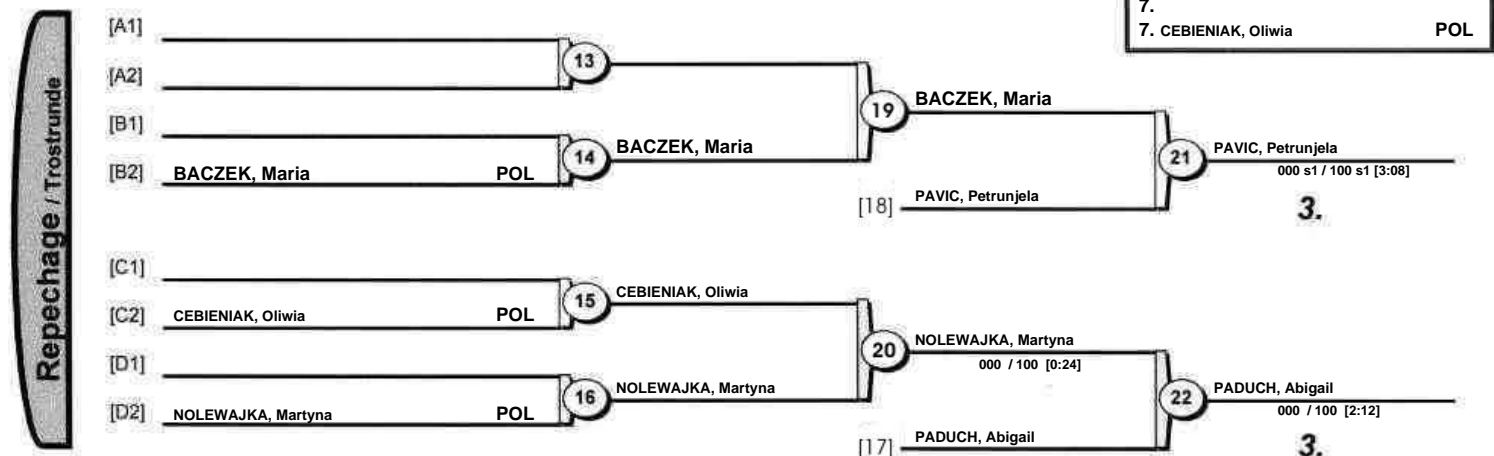 7.
7. CEBIENIAK, Oliwia POL
Repechage / Trostrunde
[A1]
[A2]
13
[B1]
[B2] BACZEK, Maria POL
14 BACZEK, Maria
19 BACZEK, Maria
[18] PAVIC, Petrunjela
21 PAVIC, Petrunjela
000 s1 / 100 s1 [3:08]
3.
[C1]
[C2] CEBIENIAK, Oliwia POL
15 CEBIENIAK, Oliwia
[D1]
[D2] NOLEWAJKA, Martyna POL
16 NOLEWAJKA, Martyna
20 NOLEWAJKA, Martyna
000 / 100 [0:24]
[17] PADUCH, Abigail
22 PADUCH, Abigail
000 / 100 [2:12]
3.